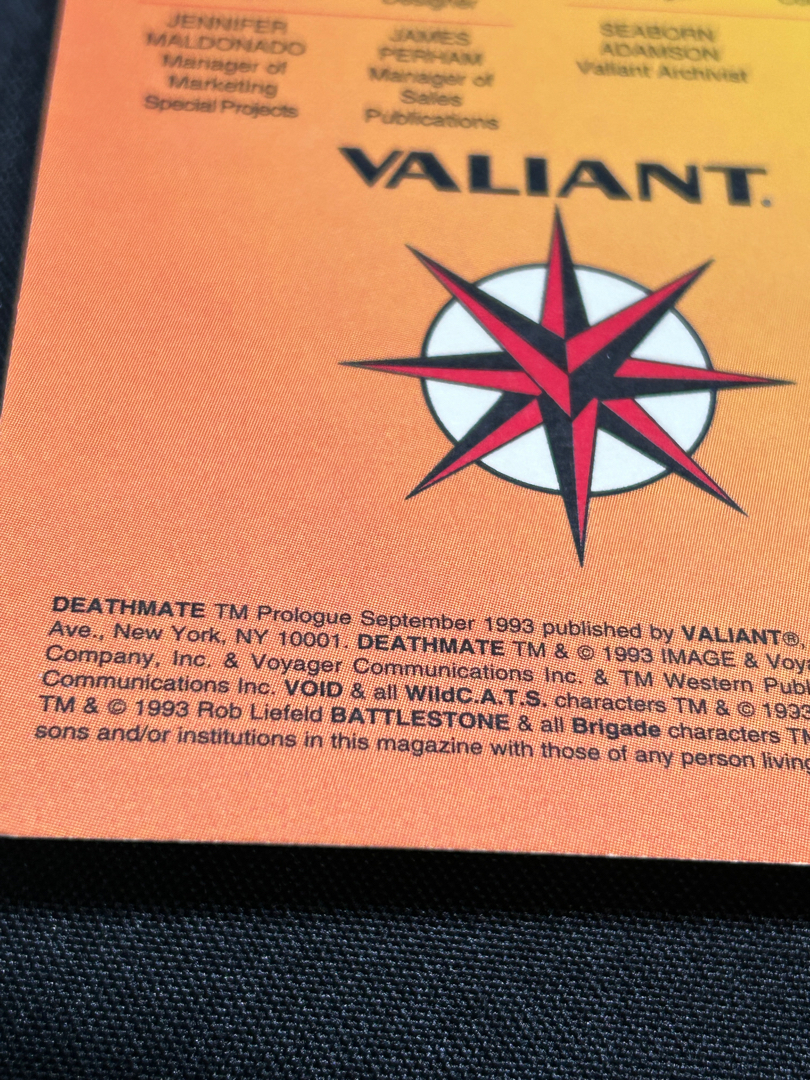 Designer
JENNIFER
MALDONADO
Manager of
Marketing
Special Projects
JAMES
PERHAM
Manager of
Sales
Publications
SEABORN
ADAMSON
Valiant Archivist
VALIANT.
DEATHMATE TM Prologue September 1993 published by VALIANT®,
Ave., New York, NY 10001. DEATHMATE TM & © 1993 IMAGE & Voy
Company, Inc. & Voyager Communications Inc. & TM Western Publ
Communications Inc. VOID & all WildC.A.T.S. characters TM & © 1993
TM & © 1993 Rob Liefeld BATTLESTONE & all Brigade characters TM
sons and/or institutions in this magazine with those of any person living